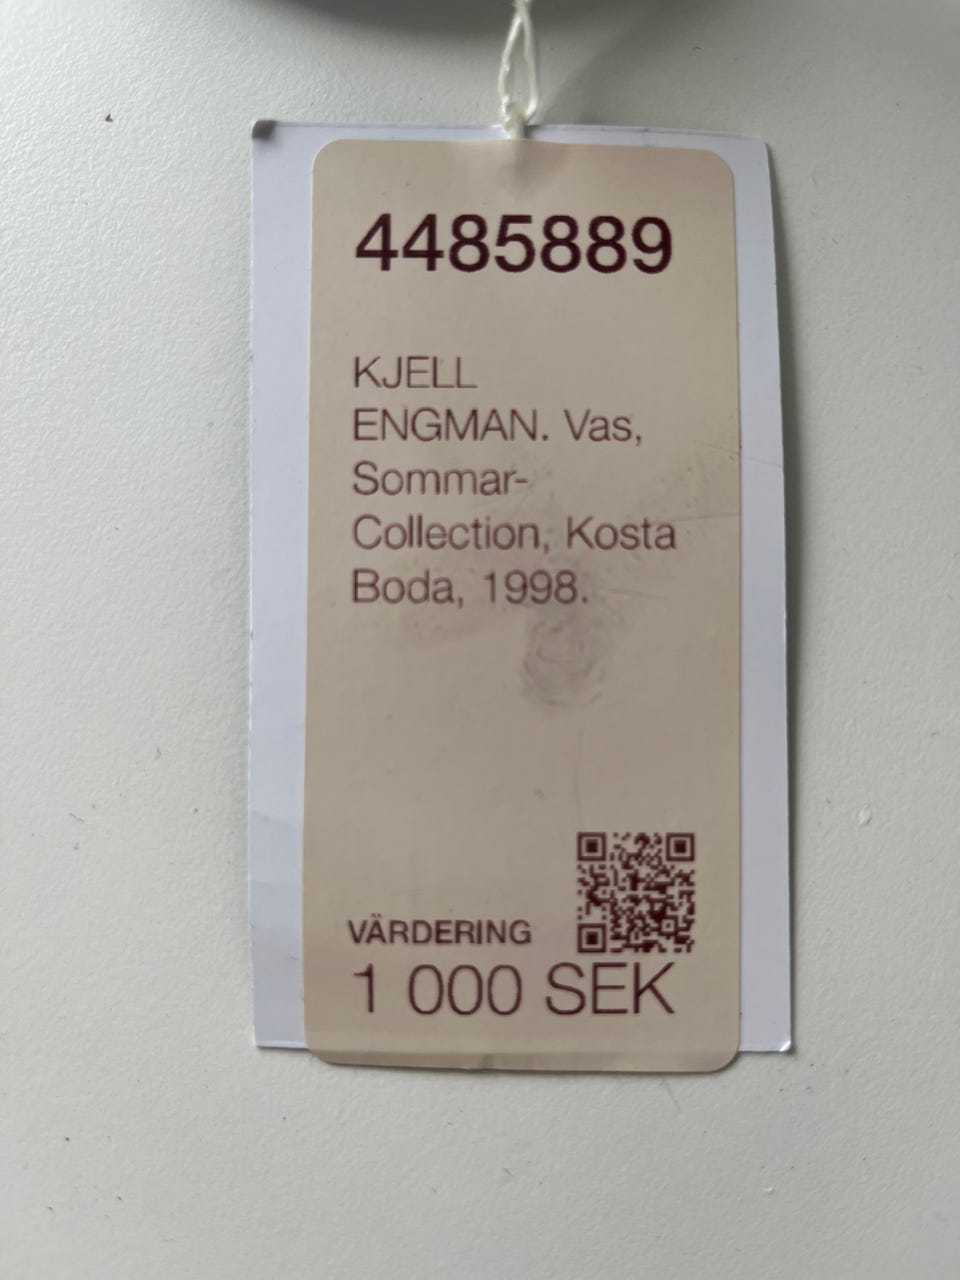 4485889
KJELL
ENGMAN. Vas,
Sommar-
Collection, Kosta
Boda, 1998.
VÄRDERING
1 000 SEK